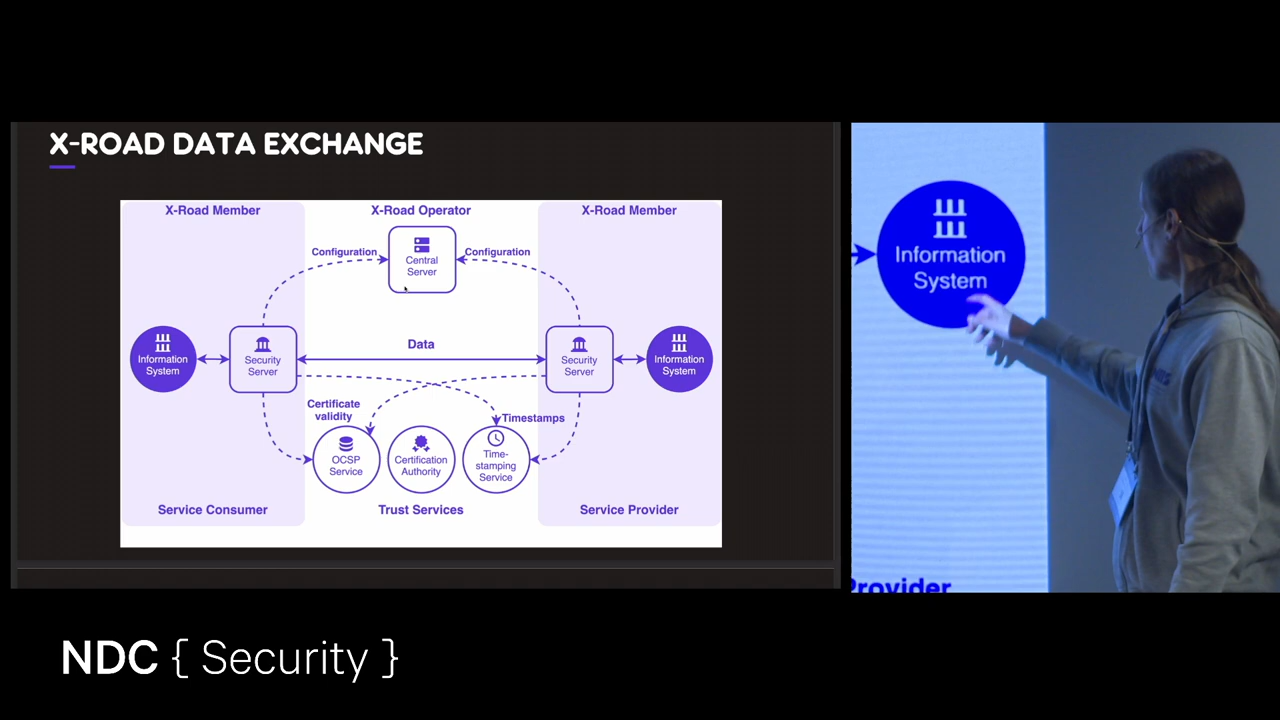 X-ROAD DATA EXCHANGE
X-Road Member
X-Road Operator
X-Road Member
Configuration
Central
Server
Configuration
Information
System
Security
Server
Data
Security
Server
Information
System
Certificate
validity
Timestamps
OCSP
Service
Certification
Authority
Time-
stamping
Service
Service Consumer
Trust Services
Service Provider
Information
System
Provider
NDC { Security }